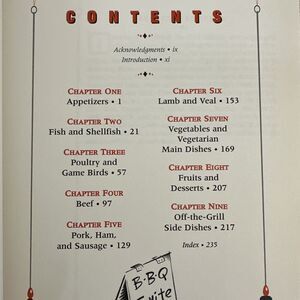 CONTENTS
Acknowledgments • ix
Introduction • xi
CHAPTER ONE
Appetizers • 1
CHAPTER TWO
Fish and Shellfish • 21
CHAPTER THREE
Poultry and
Game Birds • 57
CHAPTER FOUR
Beef • 97
CHAPTER FIVE
Pork, Ham,
and Sausage • 129
CHAPTER SIX
Lamb and Veal • 153
CHAPTER SEVEN
Vegetables and
Vegetarian
Main Dishes • 169
CHAPTER EIGHT
Fruits and
Desserts • 207
CHAPTER NINE
Off-the-Grill
Side Dishes • 217
Index • 235
B•B•Q